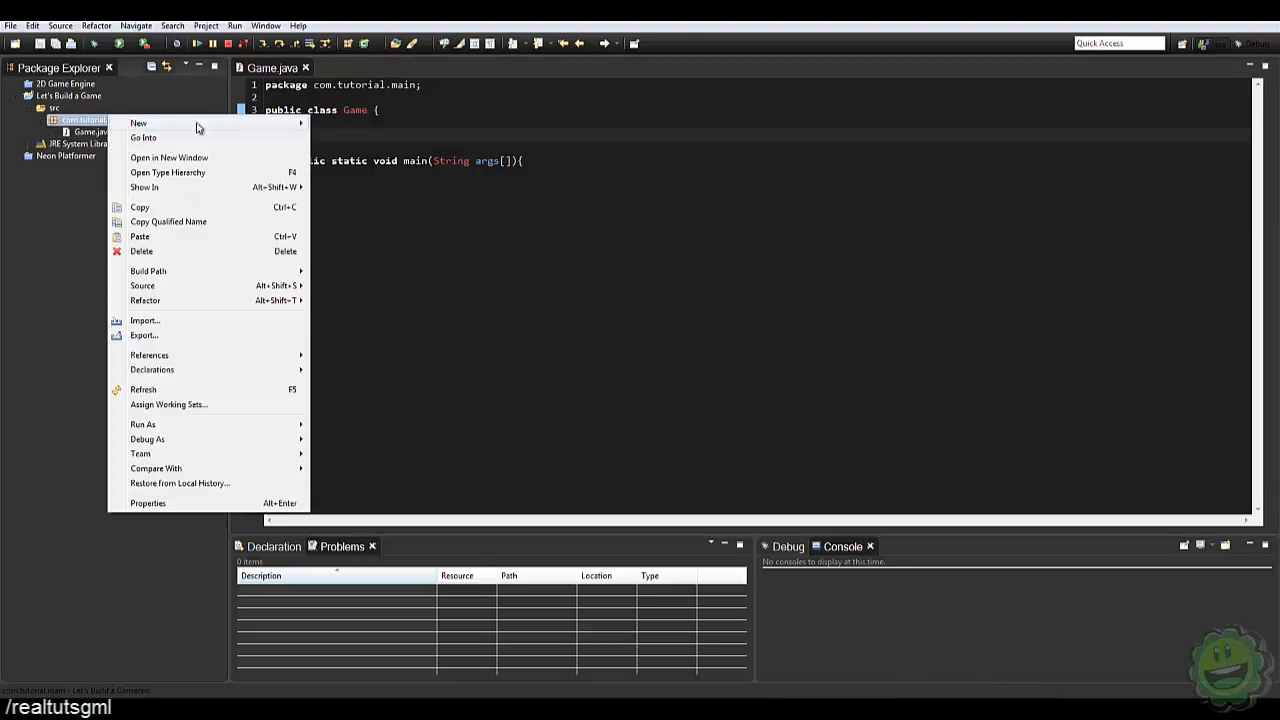 File Edit Source Refactor Navigate Search Project Run Window Help
Quick Access
Debug
Package Explorer
Game.java
2D Game Engine
Let's Build a Game
src
com.tutorial.
Game.jav
JRE System Libra
Neon Platformer
1 package com.tutorial.main;
2
3 public class Game {
lic static void main(String args[]){
New
Go Into
Open in New Window
Open Type Hierarchy F4
Show In Alt+Shift+W
Copy Ctrl+C
Copy Qualified Name
Paste Ctrl+V
Delete Delete
Build Path
Source Alt+Shift+S
Refactor Alt+Shift+T
Import...
Export...
References
Declarations
Refresh F5
Assign Working Sets...
Run As
Debug As
Team
Compare With
Restore from Local History...
Properties Alt+Enter
Declaration Problems
0 items
Description Resource Path Location Type
Debug Console
No consoles to display at this time.
com.tutorial.main - Let's Build a Game/src
/realtutsgml